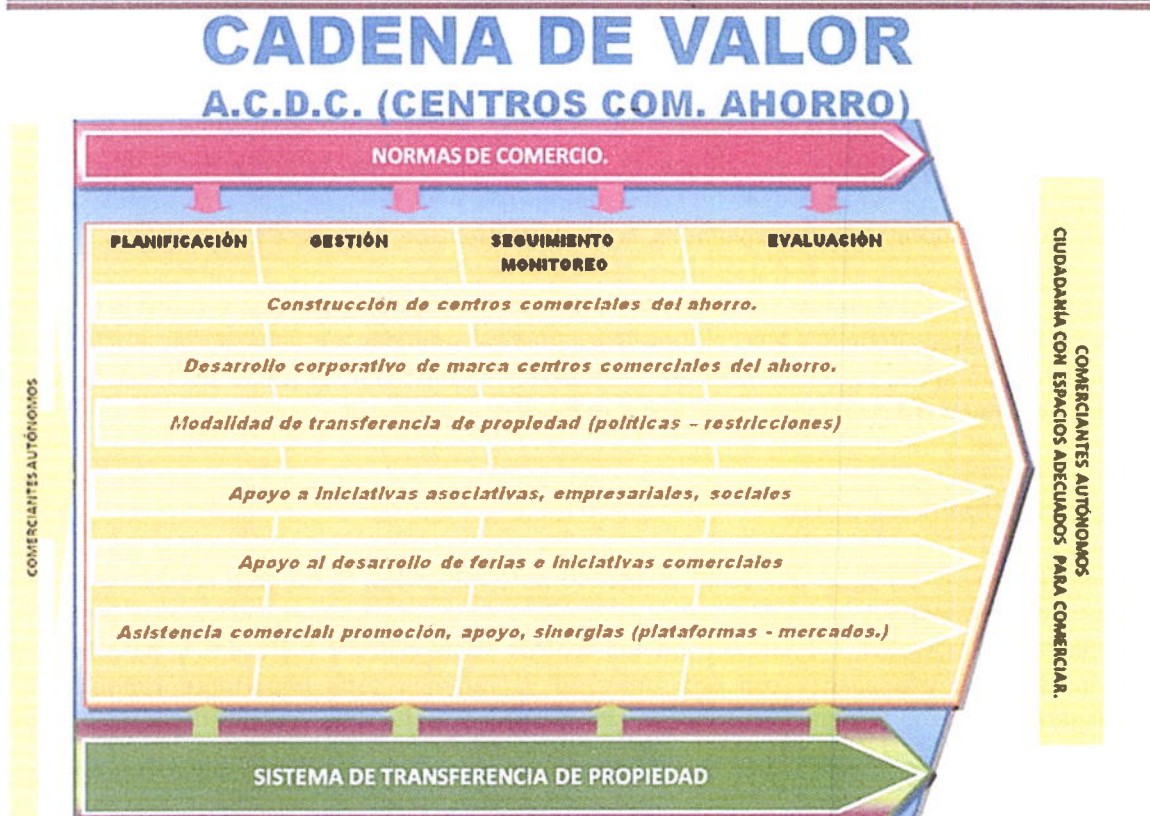 CADENA DE VALOR
A.C.D.C. (CENTROS COM. AHORRO)
NORMAS DE COMERCIO.
COMERCIANTES AUTÓNOMOS
PLANIFICACIÓN GESTIÓN SEGUIMIENTO EVALUACIÓN
MONITOREO
Construcción de centros comerciales del ahorro.
Desarrollo corporativo de marca centros comerciales del ahorro.
Modalidad de transferencia de propiedad (políticas – restricciones)
Apoyo a iniciativas asociativas, empresariales, sociales
Apoyo al desarrollo de ferias e iniciativas comerciales
Asistencia comercial: promoción, apoyo, sinergias (plataformas - mercados.)
SISTEMA DE TRANSFERENCIA DE PROPIEDAD
COMERCIANTES AUTÓNOMOS
CIUDADANÍA CON ESPACIOS ADECUADOS PARA COMERCIAR.